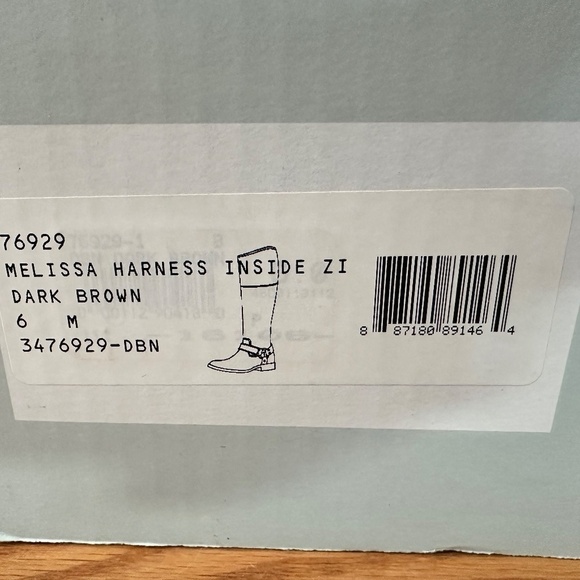 76929
MELISSA HARNESS INSIDE ZI
DARK BROWN
6 M
3476929-DBN
8 87180 89146 4